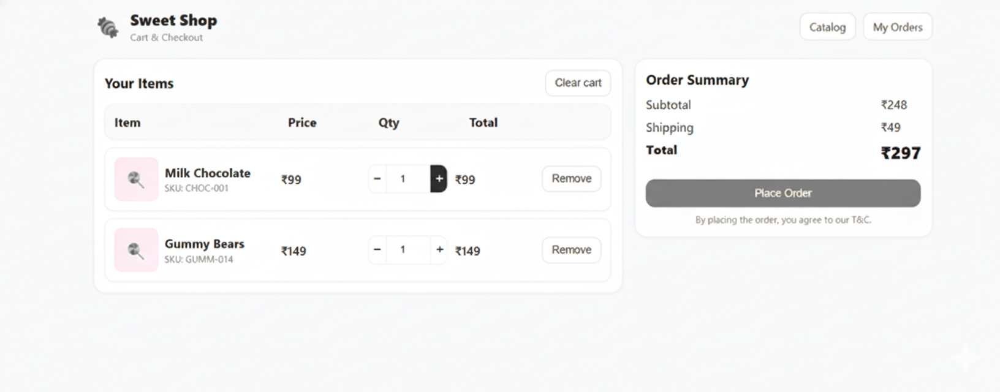 Sweet Shop
Cart & Checkout
Catalog
My Orders
Your Items
Clear cart
Item Price Qty Total
Milk Chocolate
SKU: CHOC-001
₹99
− 1 +
₹99
Remove
Gummy Bears
SKU: GUMM-014
₹149
− 1 +
₹149
Remove
Order Summary
Subtotal ₹248
Shipping ₹49
Total ₹297
Place Order
By placing the order, you agree to our T&C.